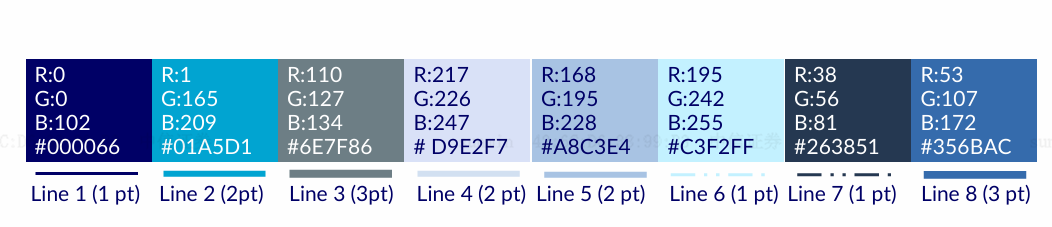 R:0
G:0
B:102
#000066
R:1
G:165
B:209
#01A5D1
R:110
G:127
B:134
#6E7F86
R:217
G:226
B:247
# D9E2F7
R:168
G:195
B:228
#A8C3E4
R:195
G:242
B:255
#C3F2FF
R:38
G:56
B:81
#263851
R:53
G:107
B:172
#356BAC
Line 1 (1 pt)
Line 2 (2pt)
Line 3 (3pt)
Line 4 (2 pt)
Line 5 (2 pt)
Line 6 (1 pt)
Line 7 (1 pt)
Line 8 (3 pt)